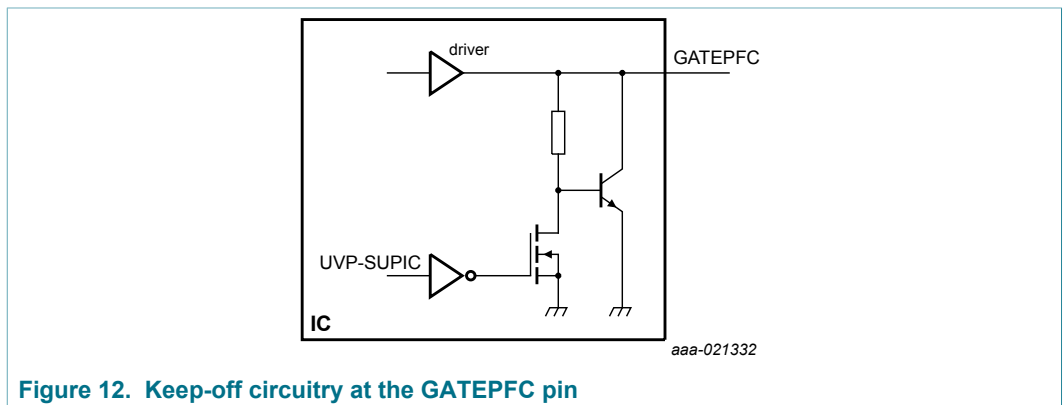 driver
GATEPFC
UVP-SUPIC
IC
aaa-021332
Figure 12. Keep-off circuitry at the GATEPFC pin